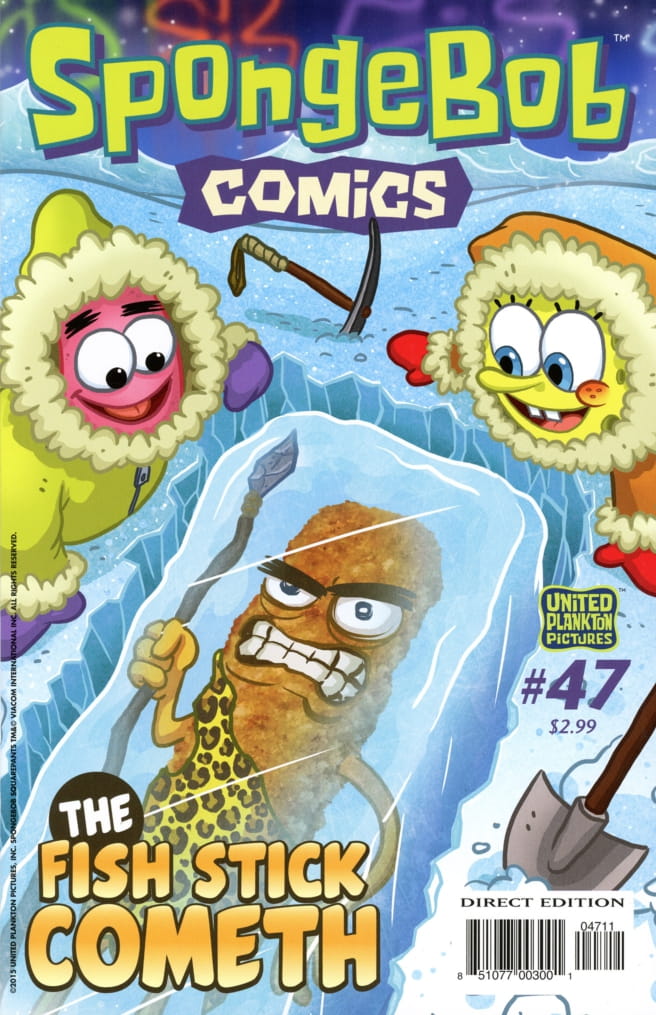 SpongeBob
TM
COMiCS
UNiTED
PLANKTON
PiCTURES
TM
#47
$2.99
THE
FISH STICK
COMETH
DIRECT EDITION
04711
8 51077 00300 1
©2015 UNITED PLANKTON PICTURES, INC. SPONGEBOB SQUAREPANTS TM&© VIACOM INTERNATIONAL INC. ALL RIGHTS RESERVED.